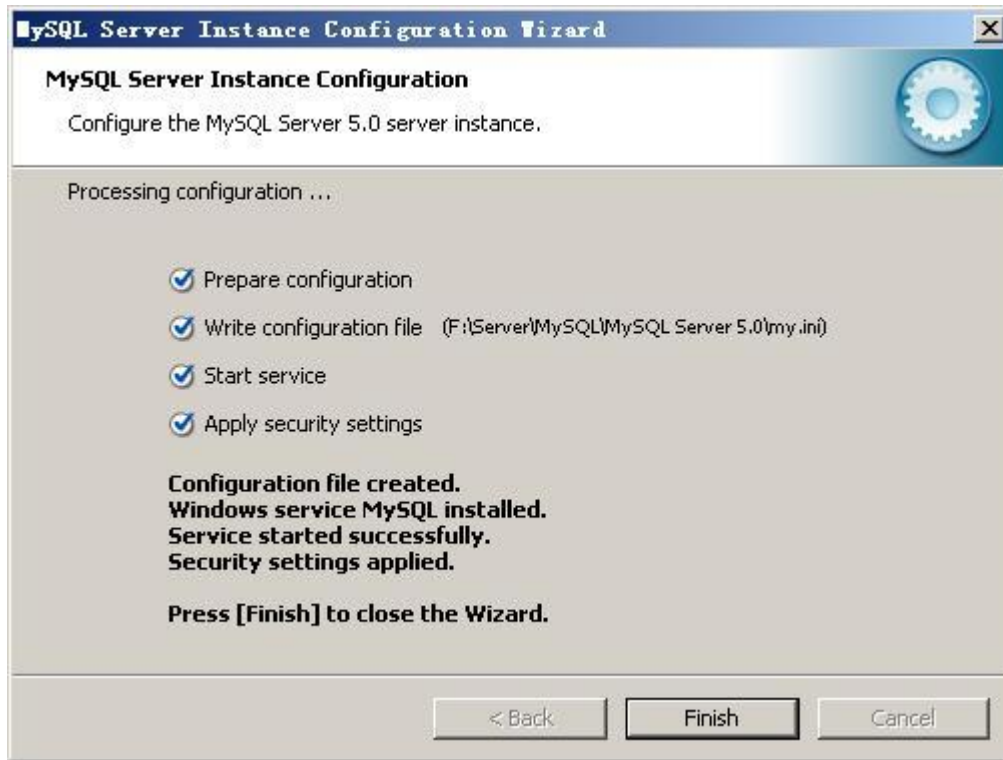 MySQL Server Instance Configuration Wizard
MySQL Server Instance Configuration
Configure the MySQL Server 5.0 server instance.
Processing configuration ...
Prepare configuration
Write configuration file (F:\Server\MySQL\MySQL Server 5.0\my.ini)
Start service
Apply security settings
Configuration file created.
Windows service MySQL installed.
Service started successfully.
Security settings applied.
Press [Finish] to close the Wizard.
< Back Finish Cancel